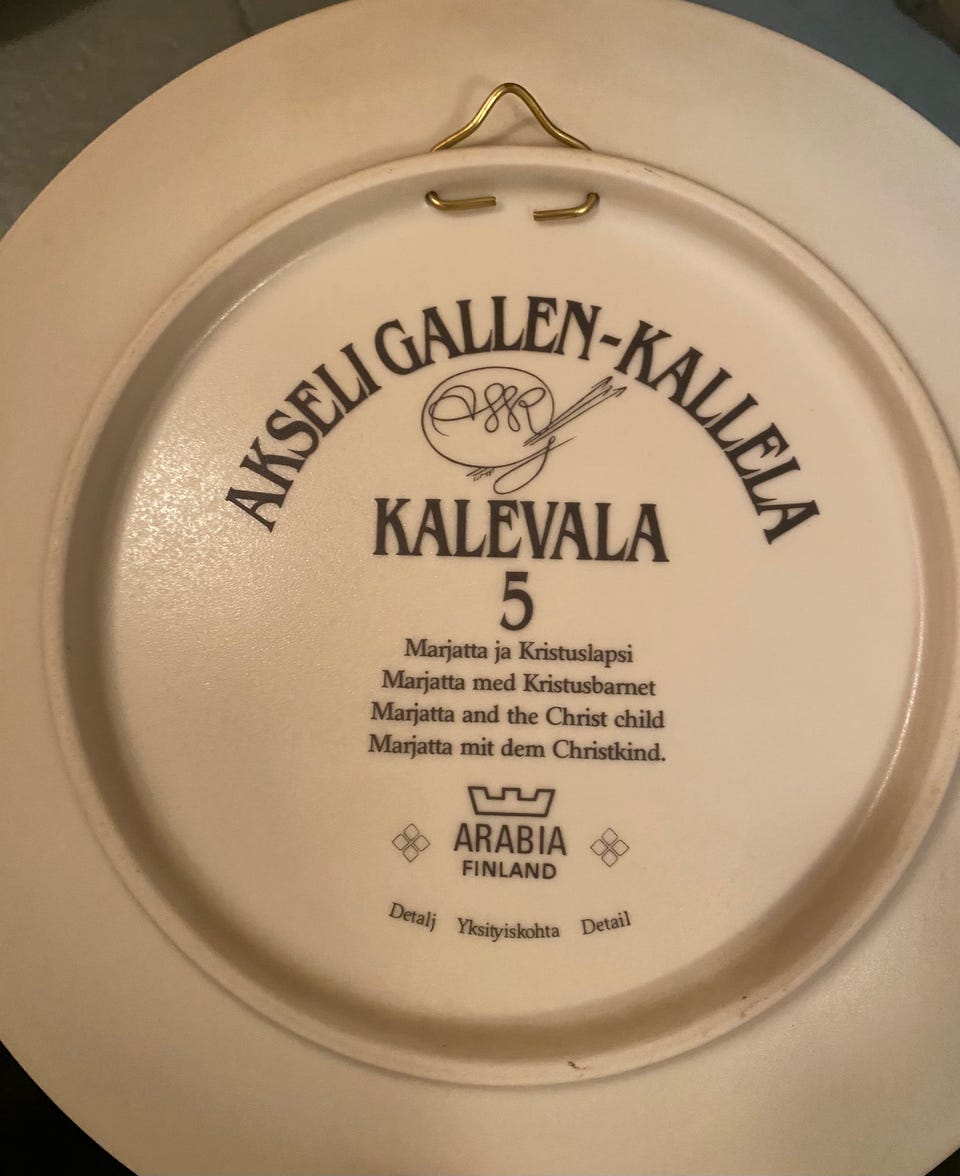 AKSELI GALLEN-KALLELA
KALEVALA
5
Marjatta ja Kristuslapsi
Marjatta med Kristusbarnet
Marjatta and the Christ child
Marjatta mit dem Christkind.
ARABIA
FINLAND
Detalj Yksityiskohta Detail